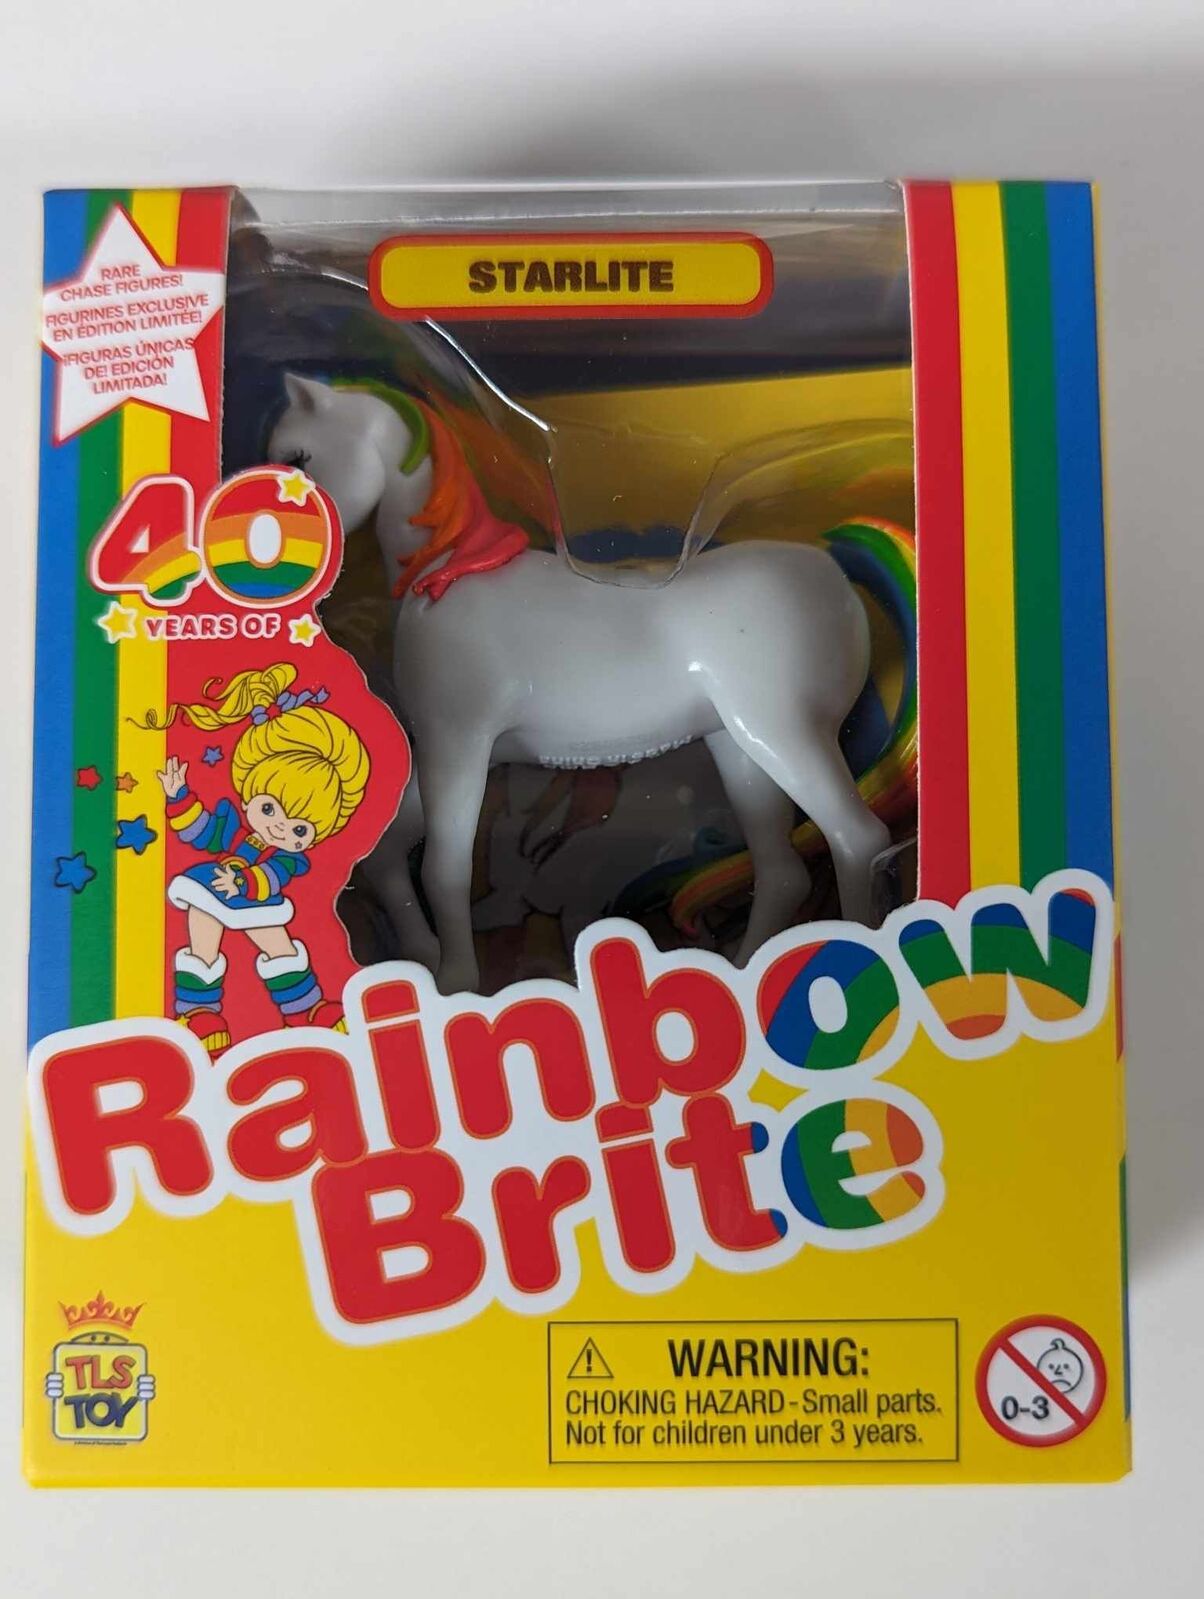 STARLITE
RARE
CHASE FIGURES!
FIGURINES EXCLUSIVE
EN ÉDITION LIMITÉE!
¡FIGURAS ÚNICAS
DE! EDICIÓN
LIMITADA!
40
YEARS OF
Rainbow
Brite
TLS
TOY
WARNING:
CHOKING HAZARD - Small parts.
Not for children under 3 years.
0-3